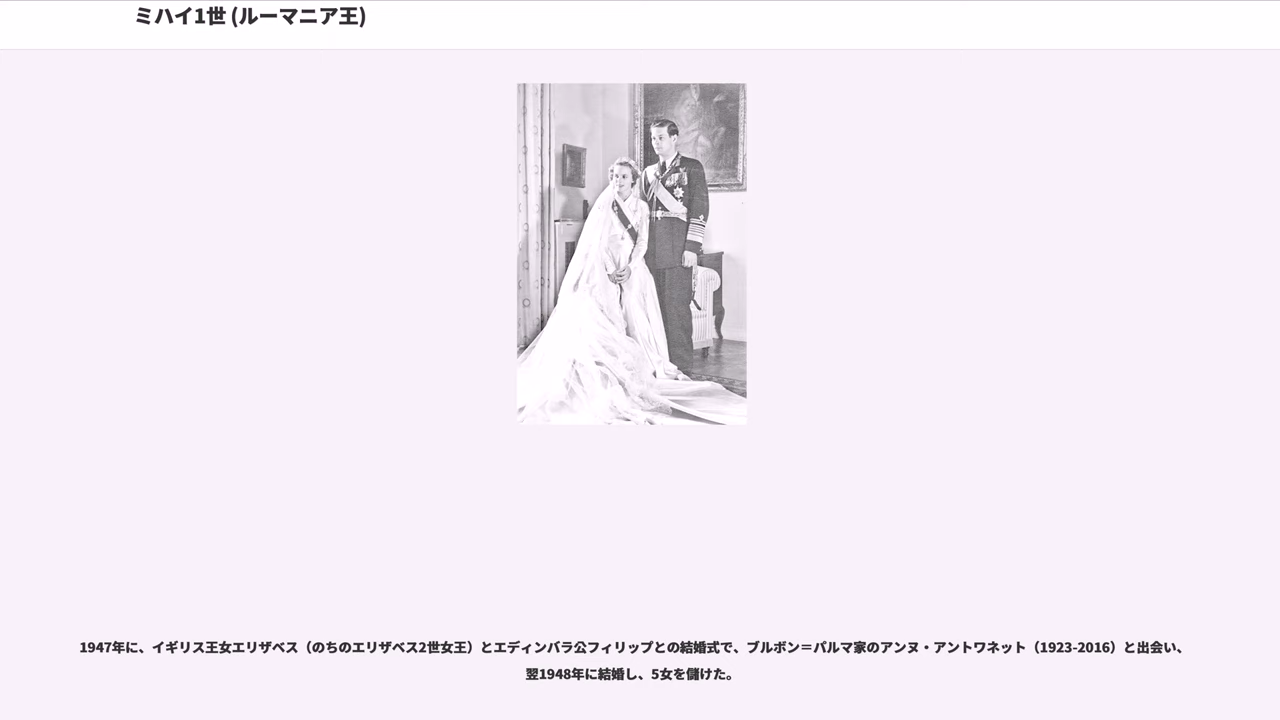 ミハイ1世 (ルーマニア王)
1947年に、イギリス王女エリザベス（のちのエリザベス2世女王）とエディンバラ公フィリップとの結婚式で、ブルボン＝パルマ家のアンヌ・アントワネット（1923-2016）と出会い、
翌1948年に結婚し、5女を儲けた。